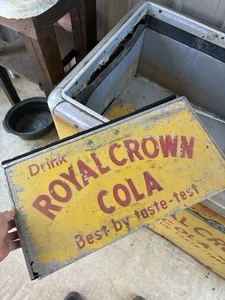 Drink
ROYAL CROWN
COLA
Best by taste-test